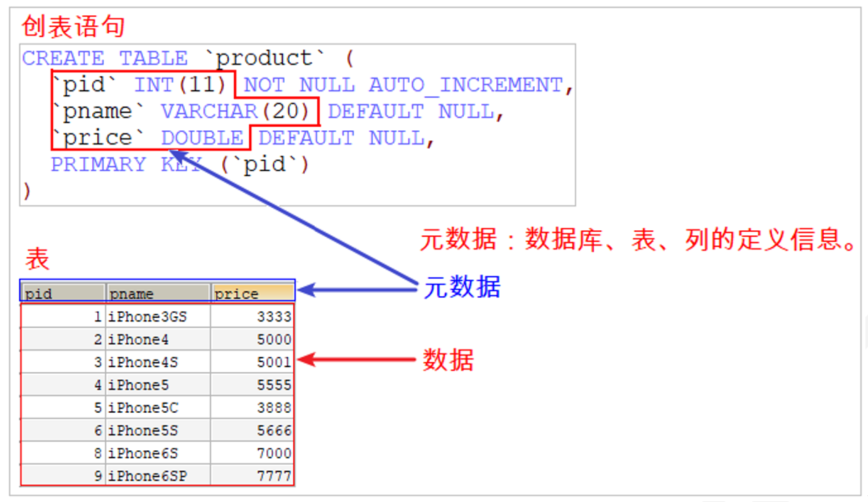 创表语句
CREATE TABLE `product` (
`pid` INT(11) NOT NULL AUTO_INCREMENT,
`pname` VARCHAR(20) DEFAULT NULL,
`price` DOUBLE DEFAULT NULL,
PRIMARY KEY (`pid`)
)
元数据：数据库、表、列的定义信息。
表
元数据
pid pname price
1 iPhone3GS 3333
2 iPhone4 5000
3 iPhone4S 5001
数据
4 iPhone5 5555
5 iPhone5C 3888
6 iPhone5S 5666
8 iPhone6S 7000
9 iPhone6SP 7777